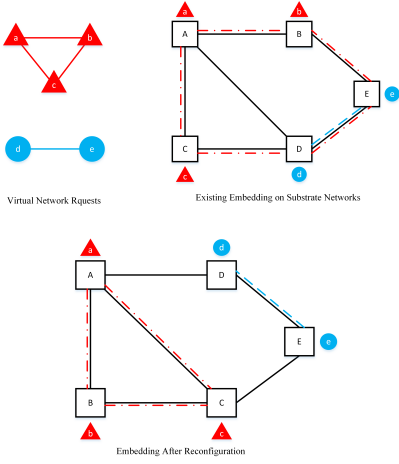 a
b
c
d
e
Virtual Network Rquests
a
b
A
B
E
e
C
D
c
d
Existing Embedding on Substrate Networks
a
d
A
D
E
e
B
C
b
c
Embedding After Reconfiguration